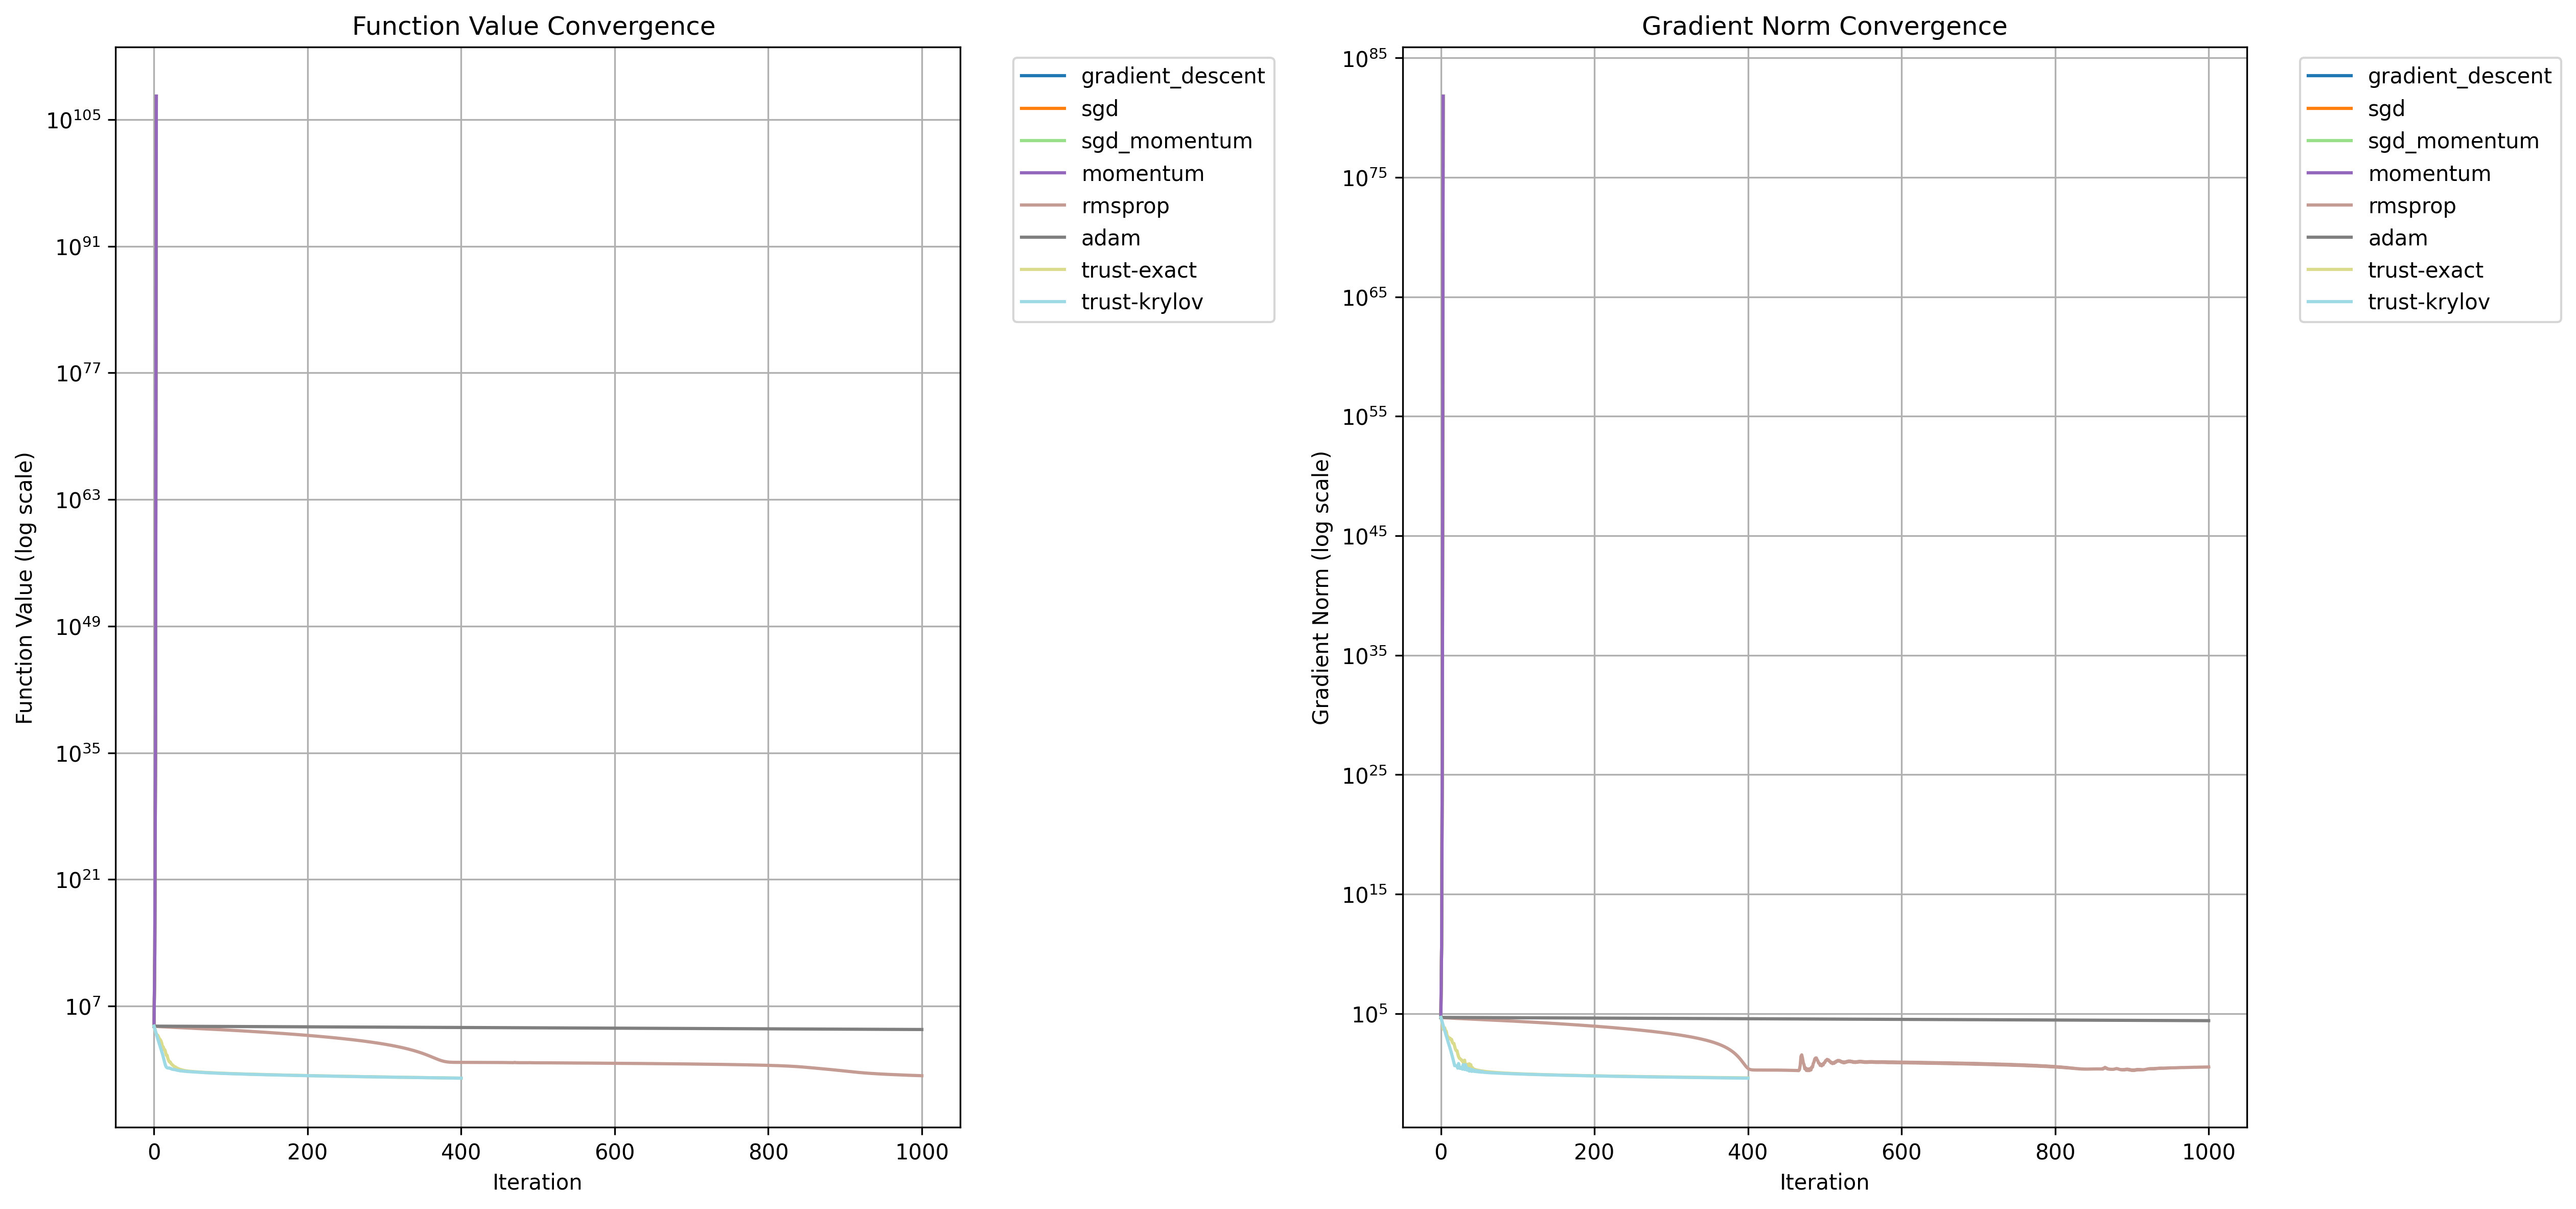 Function Value Convergence
Function Value (log scale)
10^105
10^91
10^77
10^63
10^49
10^35
10^21
10^7
0 200 400 600 800 1000
Iteration
gradient_descent
sgd
sgd_momentum
momentum
rmsprop
adam
trust-exact
trust-krylov
Gradient Norm Convergence
Gradient Norm (log scale)
10^85
10^75
10^65
10^55
10^45
10^35
10^25
10^15
10^5
0 200 400 600 800 1000
Iteration
gradient_descent
sgd
sgd_momentum
momentum
rmsprop
adam
trust-exact
trust-krylov